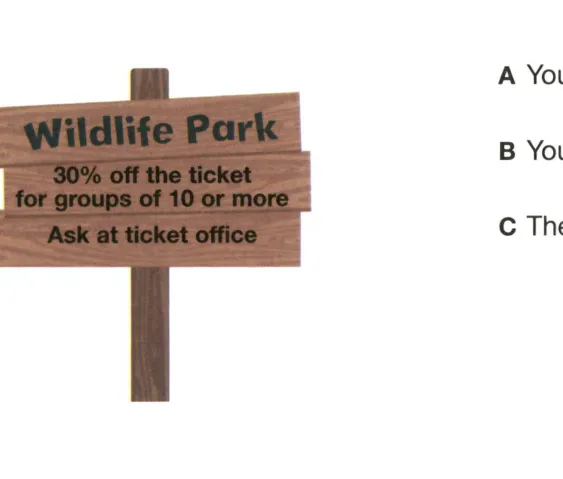 Wildlife Park
30% off the ticket
for groups of 10 or more
Ask at ticket office
A You
B You
C The